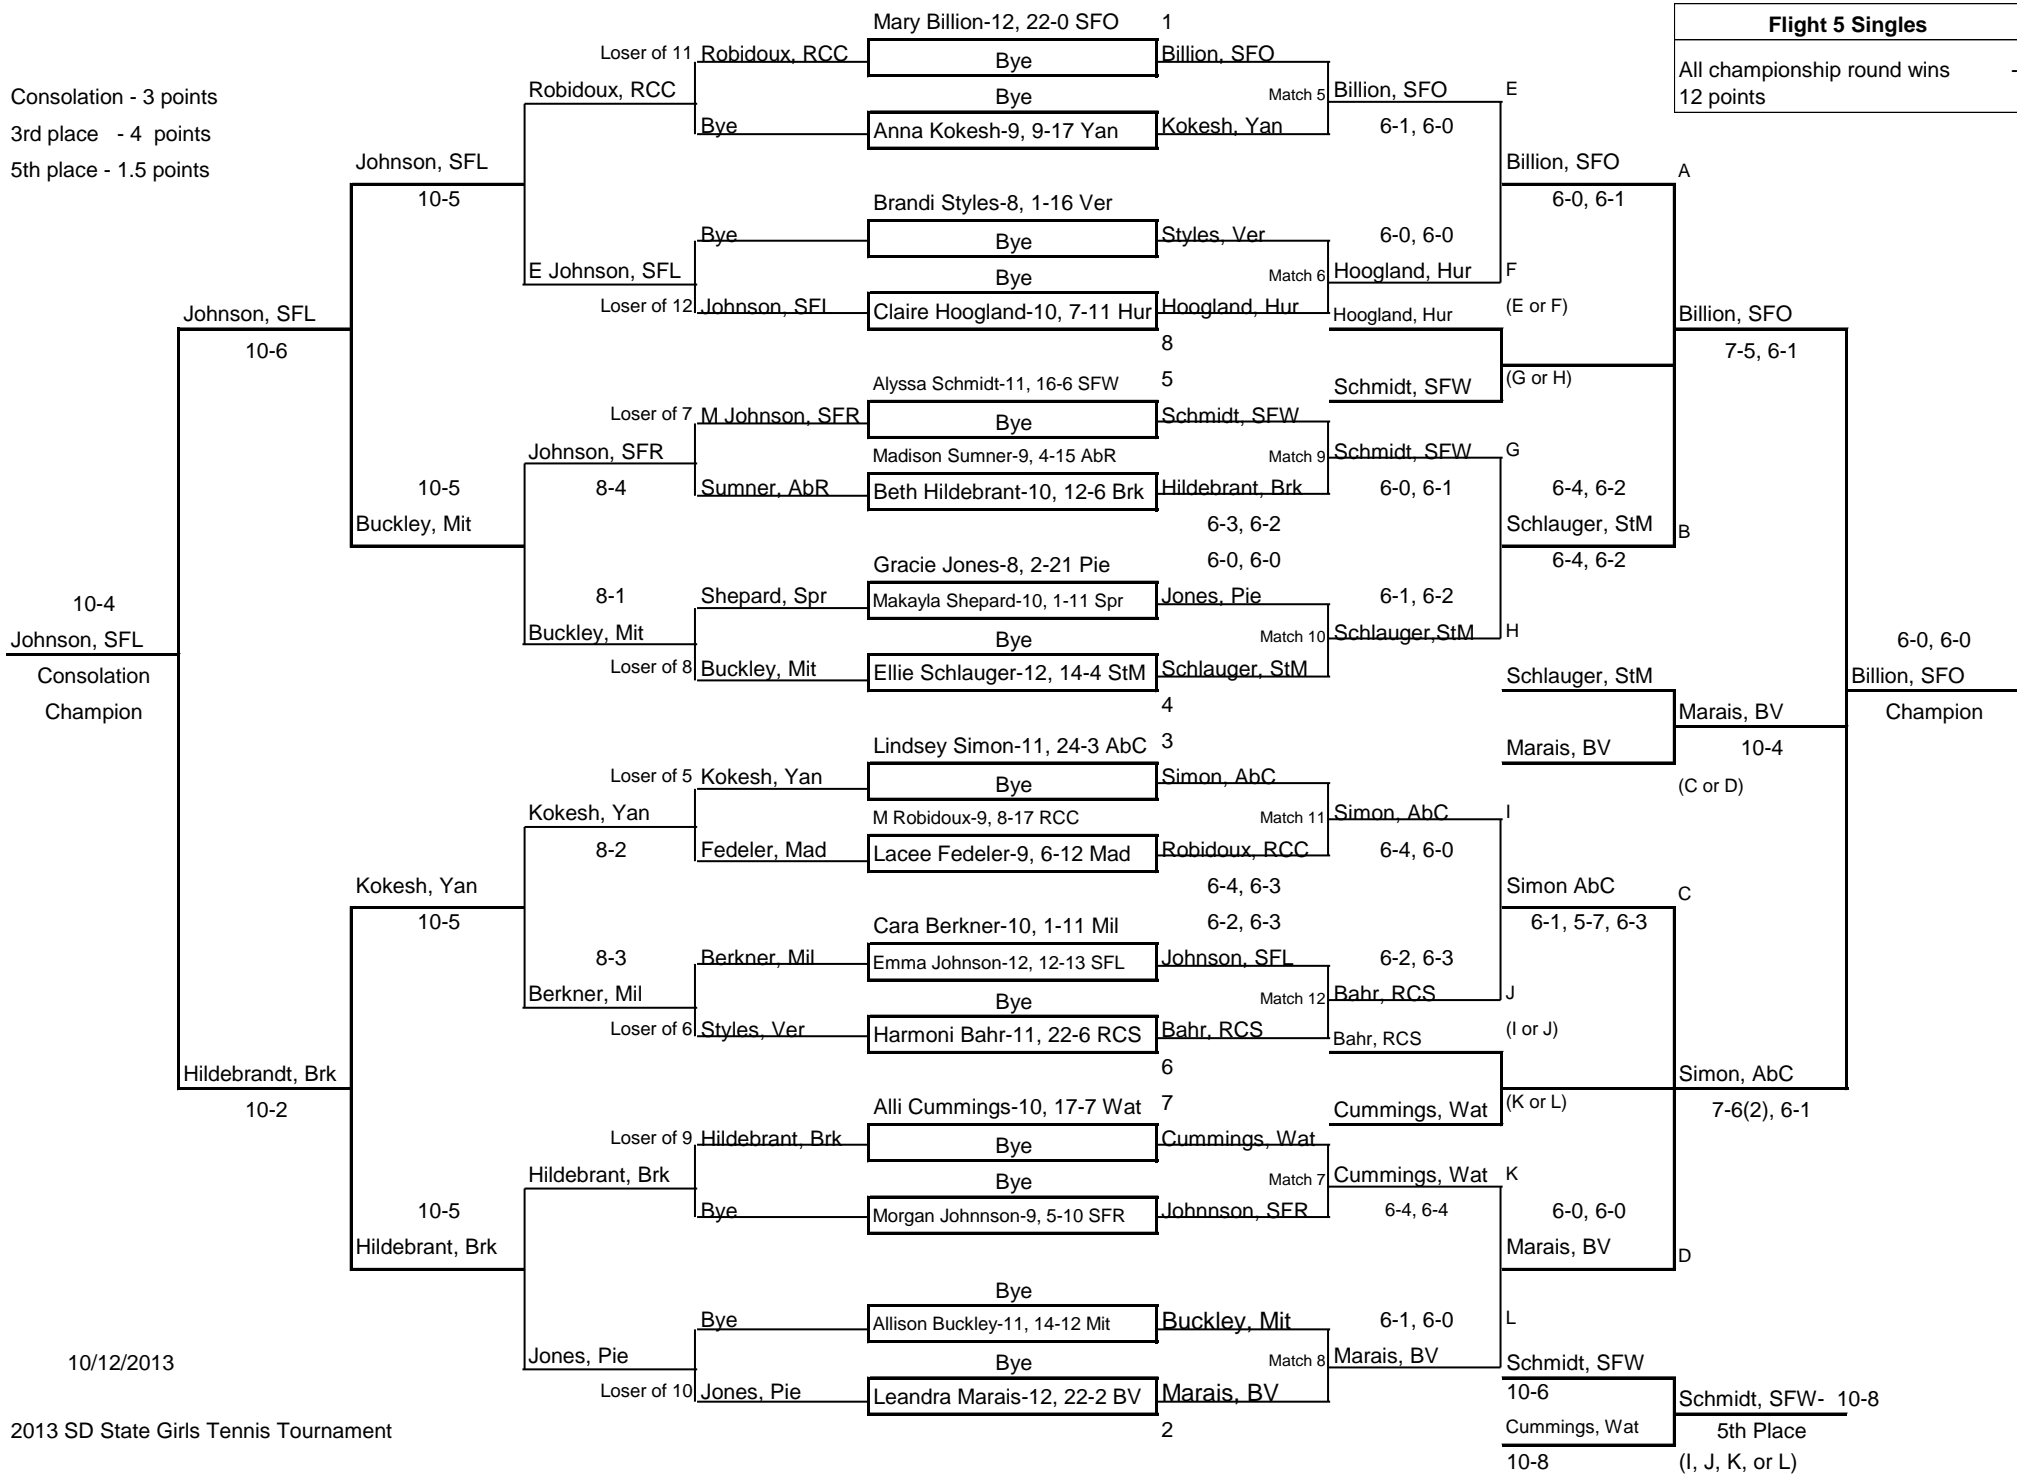 Mary Billion-12, 22-0 SFO 1
Flight 5 Singles
Loser of 11 Robidoux, RCC Bye Billion, SFO
All championship round wins -
12 points
Consolation - 3 points
Robidoux, RCC Bye Match 5 Billion, SFO E
3rd place - 4 points
Bye Anna Kokesh-9, 9-17 Yan Kokesh, Yan 6-1, 6-0
5th place - 1.5 points
Johnson, SFL Billion, SFO A
10-5 Brandi Styles-8, 1-16 Ver 6-0, 6-1
Bye Bye Styles, Ver 6-0, 6-0
E Johnson, SFL Bye Match 6 Hoogland, Hur F
Loser of 12 Johnson, SFL Claire Hoogland-10, 7-11 Hur Hoogland, Hur Hoogland, Hur (E or F)
Johnson, SFL Billion, SFO
10-6 8 7-5, 6-1
Alyssa Schmidt-11, 16-6 SFW 5 Schmidt, SFW (G or H)
Loser of 7 M Johnson, SFR Bye Schmidt, SFW
Johnson, SFR Madison Sumner-9, 4-15 AbR Match 9 Schmidt, SFW G
10-5 8-4 Sumner, AbR Beth Hildebrant-10, 12-6 Brk Hildebrant, Brk 6-0, 6-1 6-4, 6-2
Buckley, Mit 6-3, 6-2 Schlauger, StM B
Gracie Jones-8, 2-21 Pie 6-0, 6-0 6-4, 6-2
10-4 8-1 Shepard, Spr Makayla Shepard-10, 1-11 Spr Jones, Pie 6-1, 6-2
Johnson, SFL Buckley, Mit Bye Match 10 Schlauger,StM H 6-0, 6-0
Consolation Loser of 8 Buckley, Mit Ellie Schlauger-12, 14-4 StM Schlauger, StM Schlauger, StM Billion, SFO
Champion 4 Marais, BV Champion
Lindsey Simon-11, 24-3 AbC 3 Marais, BV 10-4
Loser of 5 Kokesh, Yan Bye Simon, AbC (C or D)
Kokesh, Yan M Robidoux-9, 8-17 RCC Match 11 Simon, AbC I
8-2 Fedeler, Mad Lacee Fedeler-9, 6-12 Mad Robidoux, RCC 6-4, 6-0
Kokesh, Yan 6-4, 6-3 Simon AbC C
10-5 Cara Berkner-10, 1-11 Mil 6-2, 6-3 6-1, 5-7, 6-3
8-3 Berkner, Mil Emma Johnson-12, 12-13 SFL Johnson, SFL 6-2, 6-3
Berkner, Mil Bye Match 12 Bahr, RCS J
Loser of 6 Styles, Ver Harmoni Bahr-11, 22-6 RCS Bahr, RCS Bahr, RCS (I or J)
Hildebrandt, Brk 6 Simon, AbC
10-2 Alli Cummings-10, 17-7 Wat 7 Cummings, Wat (K or L) 7-6(2), 6-1
Loser of 9 Hildebrant, Brk Bye Cummings, Wat
Hildebrant, Brk Bye Match 7 Cummings, Wat K
10-5 Bye Morgan Johnnson-9, 5-10 SFR Johnnson, SFR 6-4, 6-4 6-0, 6-0
Hildebrant, Brk Marais, BV D
Bye
Bye Allison Buckley-11, 14-12 Mit Buckley, Mit 6-1, 6-0 L
10/12/2013 Jones, Pie Bye Match 8 Marais, BV Schmidt, SFW
Loser of 10 Jones, Pie Leandra Marais-12, 22-2 BV Marais, BV 10-6 Schmidt, SFW- 10-8
2013 SD State Girls Tennis Tournament 2 Cummings, Wat 5th Place
10-8 (I, J, K, or L)